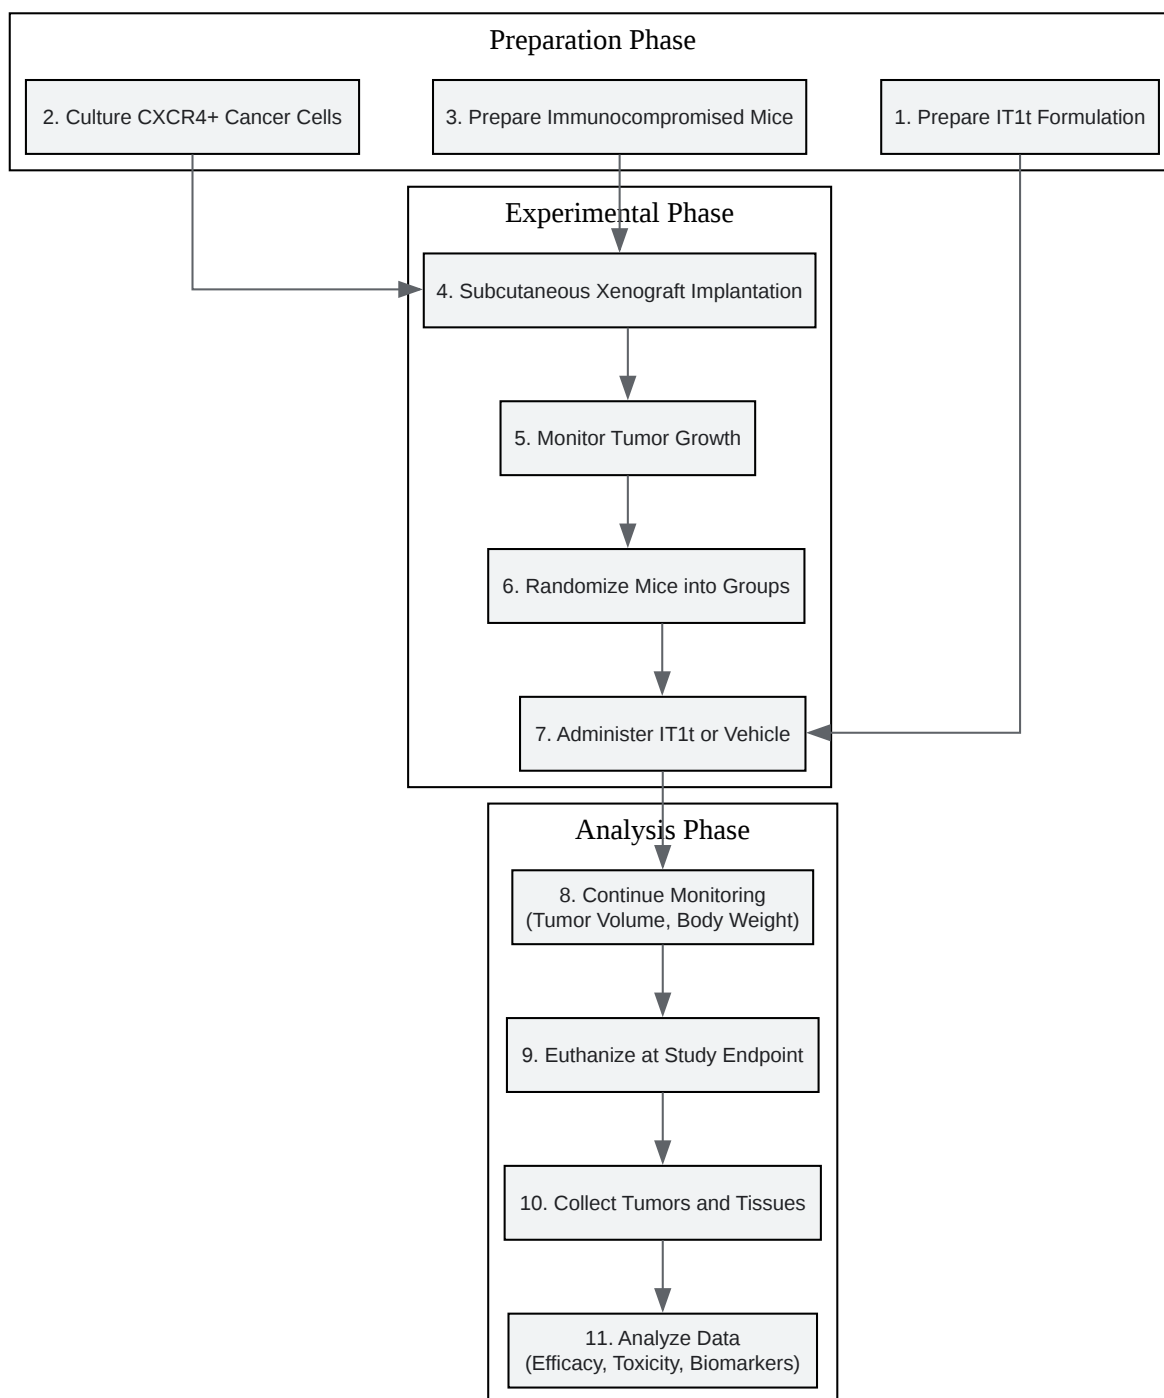 Preparation Phase
2. Culture CXCR4+ Cancer Cells
3. Prepare Immunocompromised Mice
1. Prepare IT1t Formulation
Experimental Phase
4. Subcutaneous Xenograft Implantation
5. Monitor Tumor Growth
6. Randomize Mice into Groups
7. Administer IT1t or Vehicle
Analysis Phase
8. Continue Monitoring
(Tumor Volume, Body Weight)
9. Euthanize at Study Endpoint
10. Collect Tumors and Tissues
11. Analyze Data
(Efficacy, Toxicity, Biomarkers)